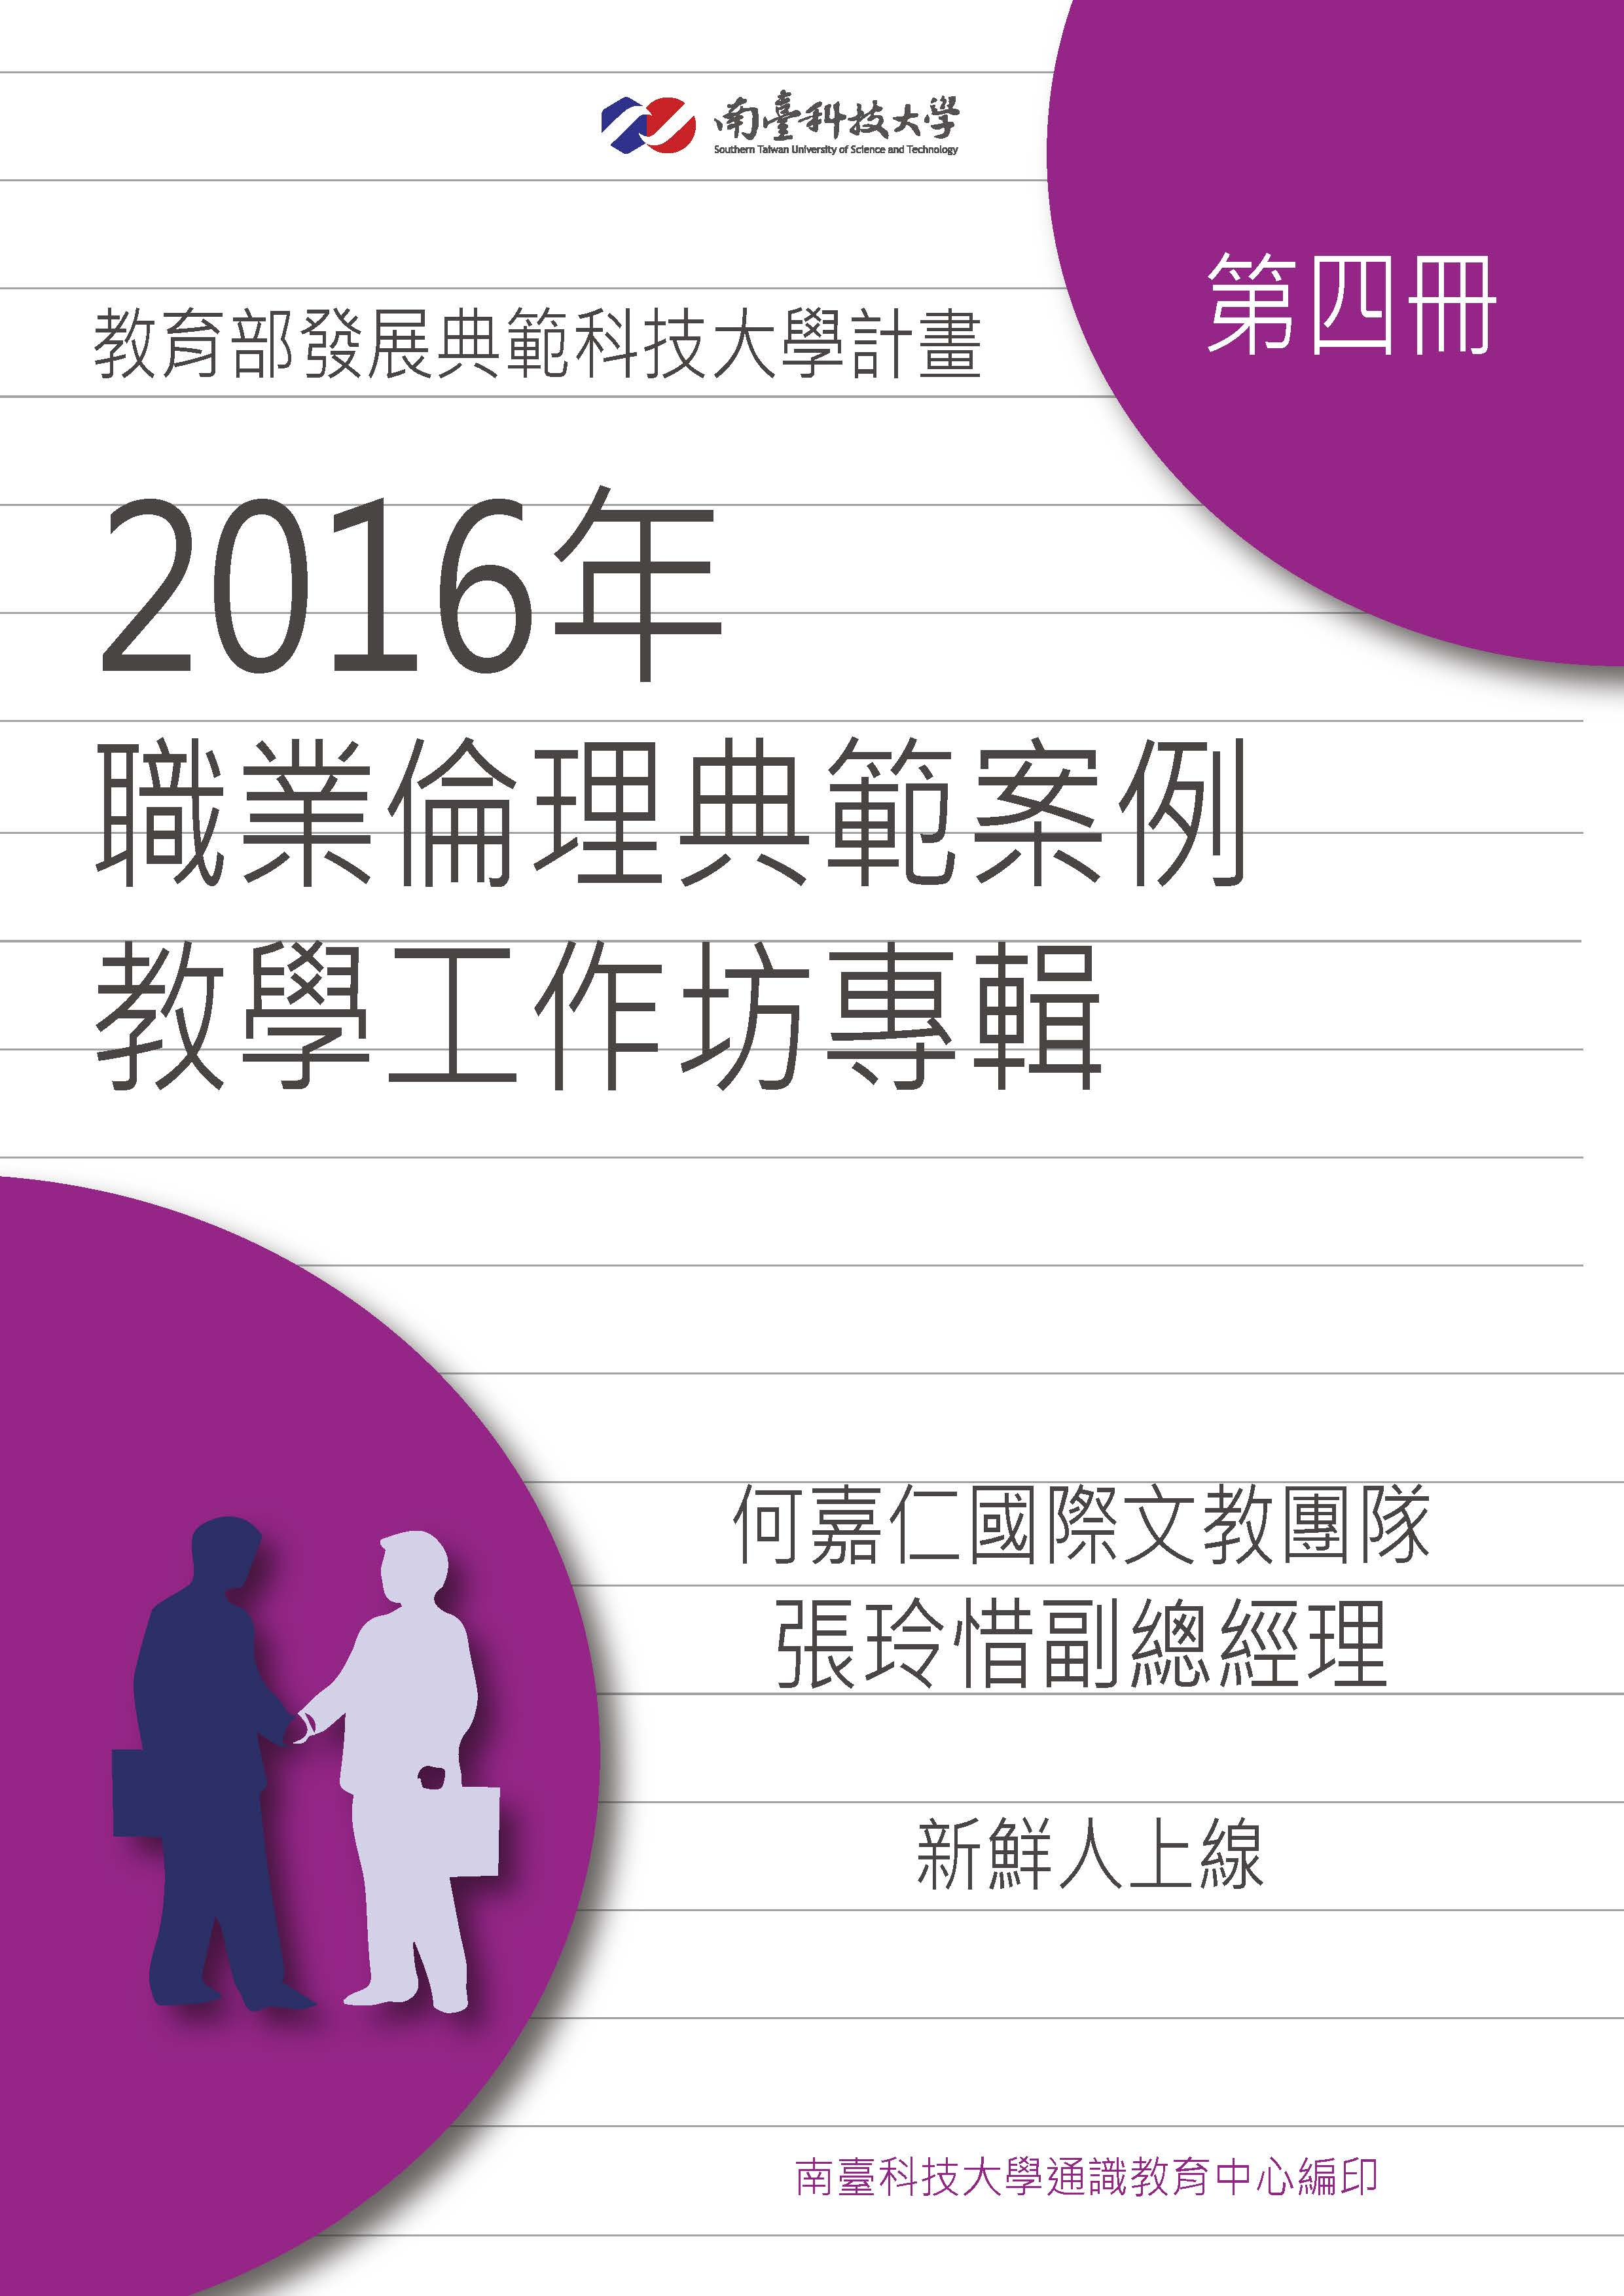 南臺科技大學
Southern Taiwan University of Science and Technology
第四冊
教育部發展典範科技大學計畫
2016年
職業倫理典範案例
教學工作坊專輯
何嘉仁國際文教團隊
張玲惜副總經理
新鮮人上線
南臺科技大學通識教育中心編印